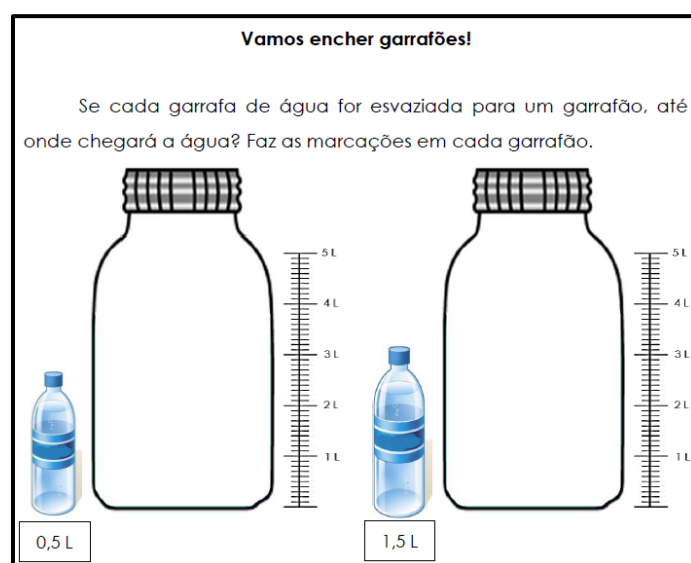 Vamos encher garrafões!
Se cada garrafa de água for esvaziada para um garrafão, até
onde chegará a água? Faz as marcações em cada garrafão.
5 L
4 L
3 L
2 L
1 L
0,5 L
5 L
4 L
3 L
2 L
1 L
1,5 L